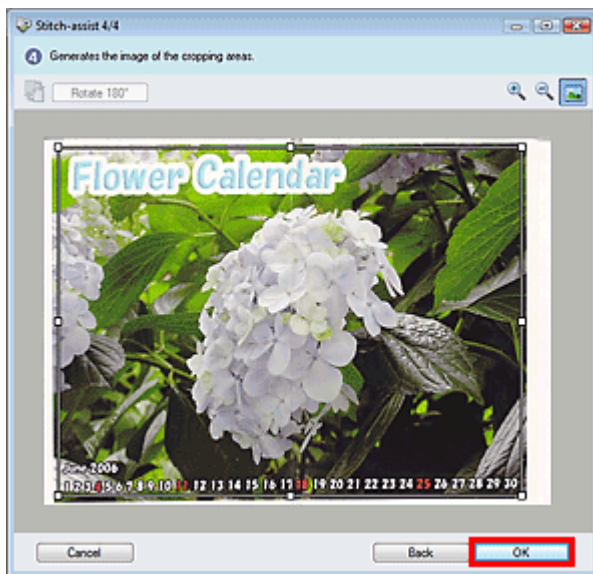 Stitch-assist 4/4
4 Generates the image of the cropping areas.
Rotate 180°
Flower Calendar
June 2006
1 2 3 4 5 6 7 8 9 10 11 12 13 14 15 16 17 18 19 20 21 22 23 24 25 26 27 28 29 30
Cancel Back OK